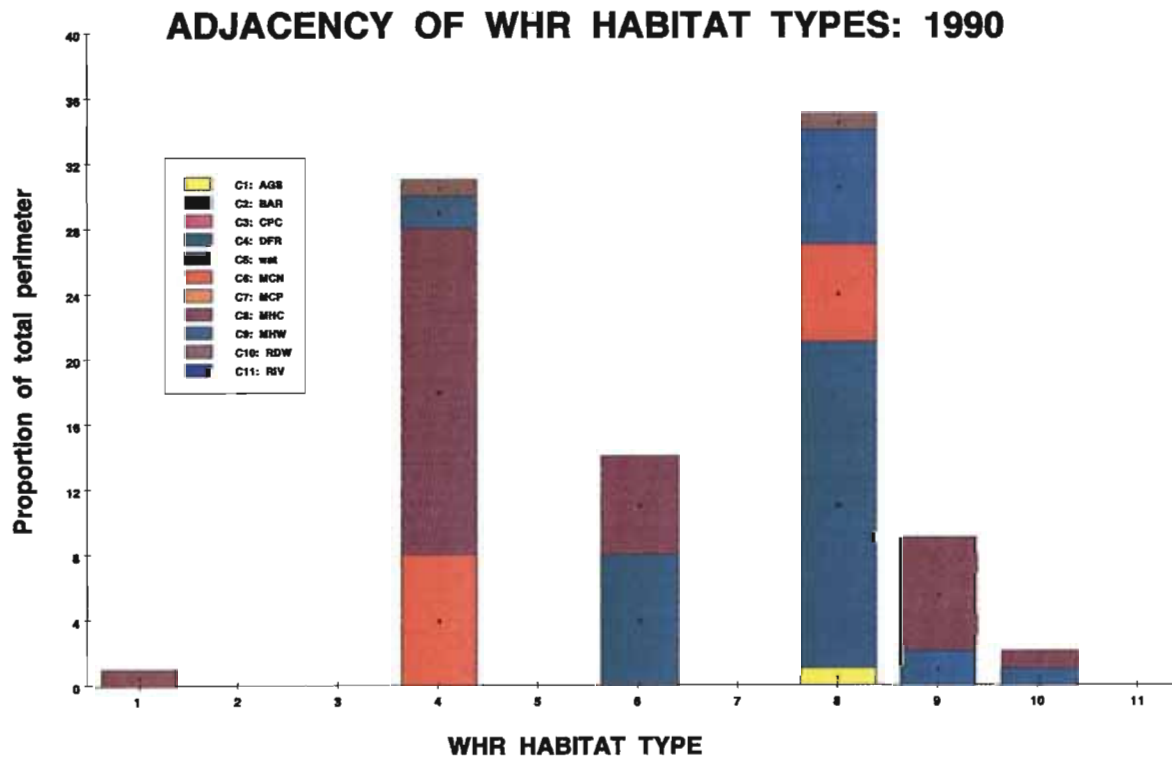 ADJACENCY OF WHR HABITAT TYPES: 1990
Proportion of total perimeter
40
36
32
28
24
20
16
12
8
4
0
C1: AGS
C2: BAR
C3: CPC
C4: DFR
C5: wat
C6: MCN
C7: MCP
C8: MHC
C9: MHW
C10: RDW
C11: RIV
1 2 3 4 5 6 7 8 9 10 11
WHR HABITAT TYPE